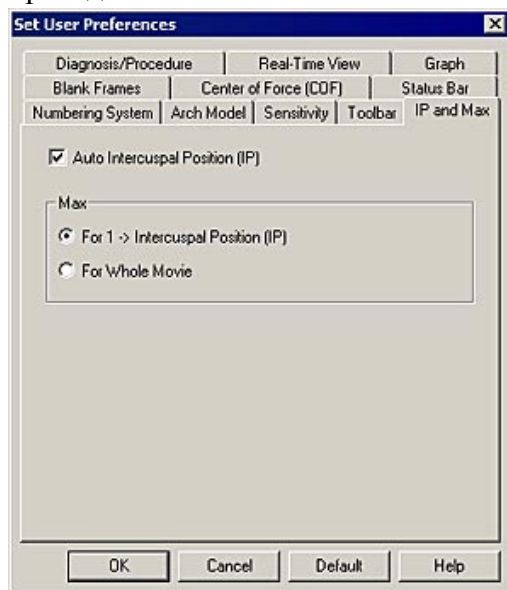 Set User Preferences
Diagnosis/Procedure Real-Time View Graph
Blank Frames Center of Force (COF) Status Bar
Numbering System Arch Model Sensitivity Toolbar IP and Max
Auto Intercuspal Position (IP)
Max
For 1 -> Intercuspal Position (IP)
For Whole Movie
OK Cancel Default Help